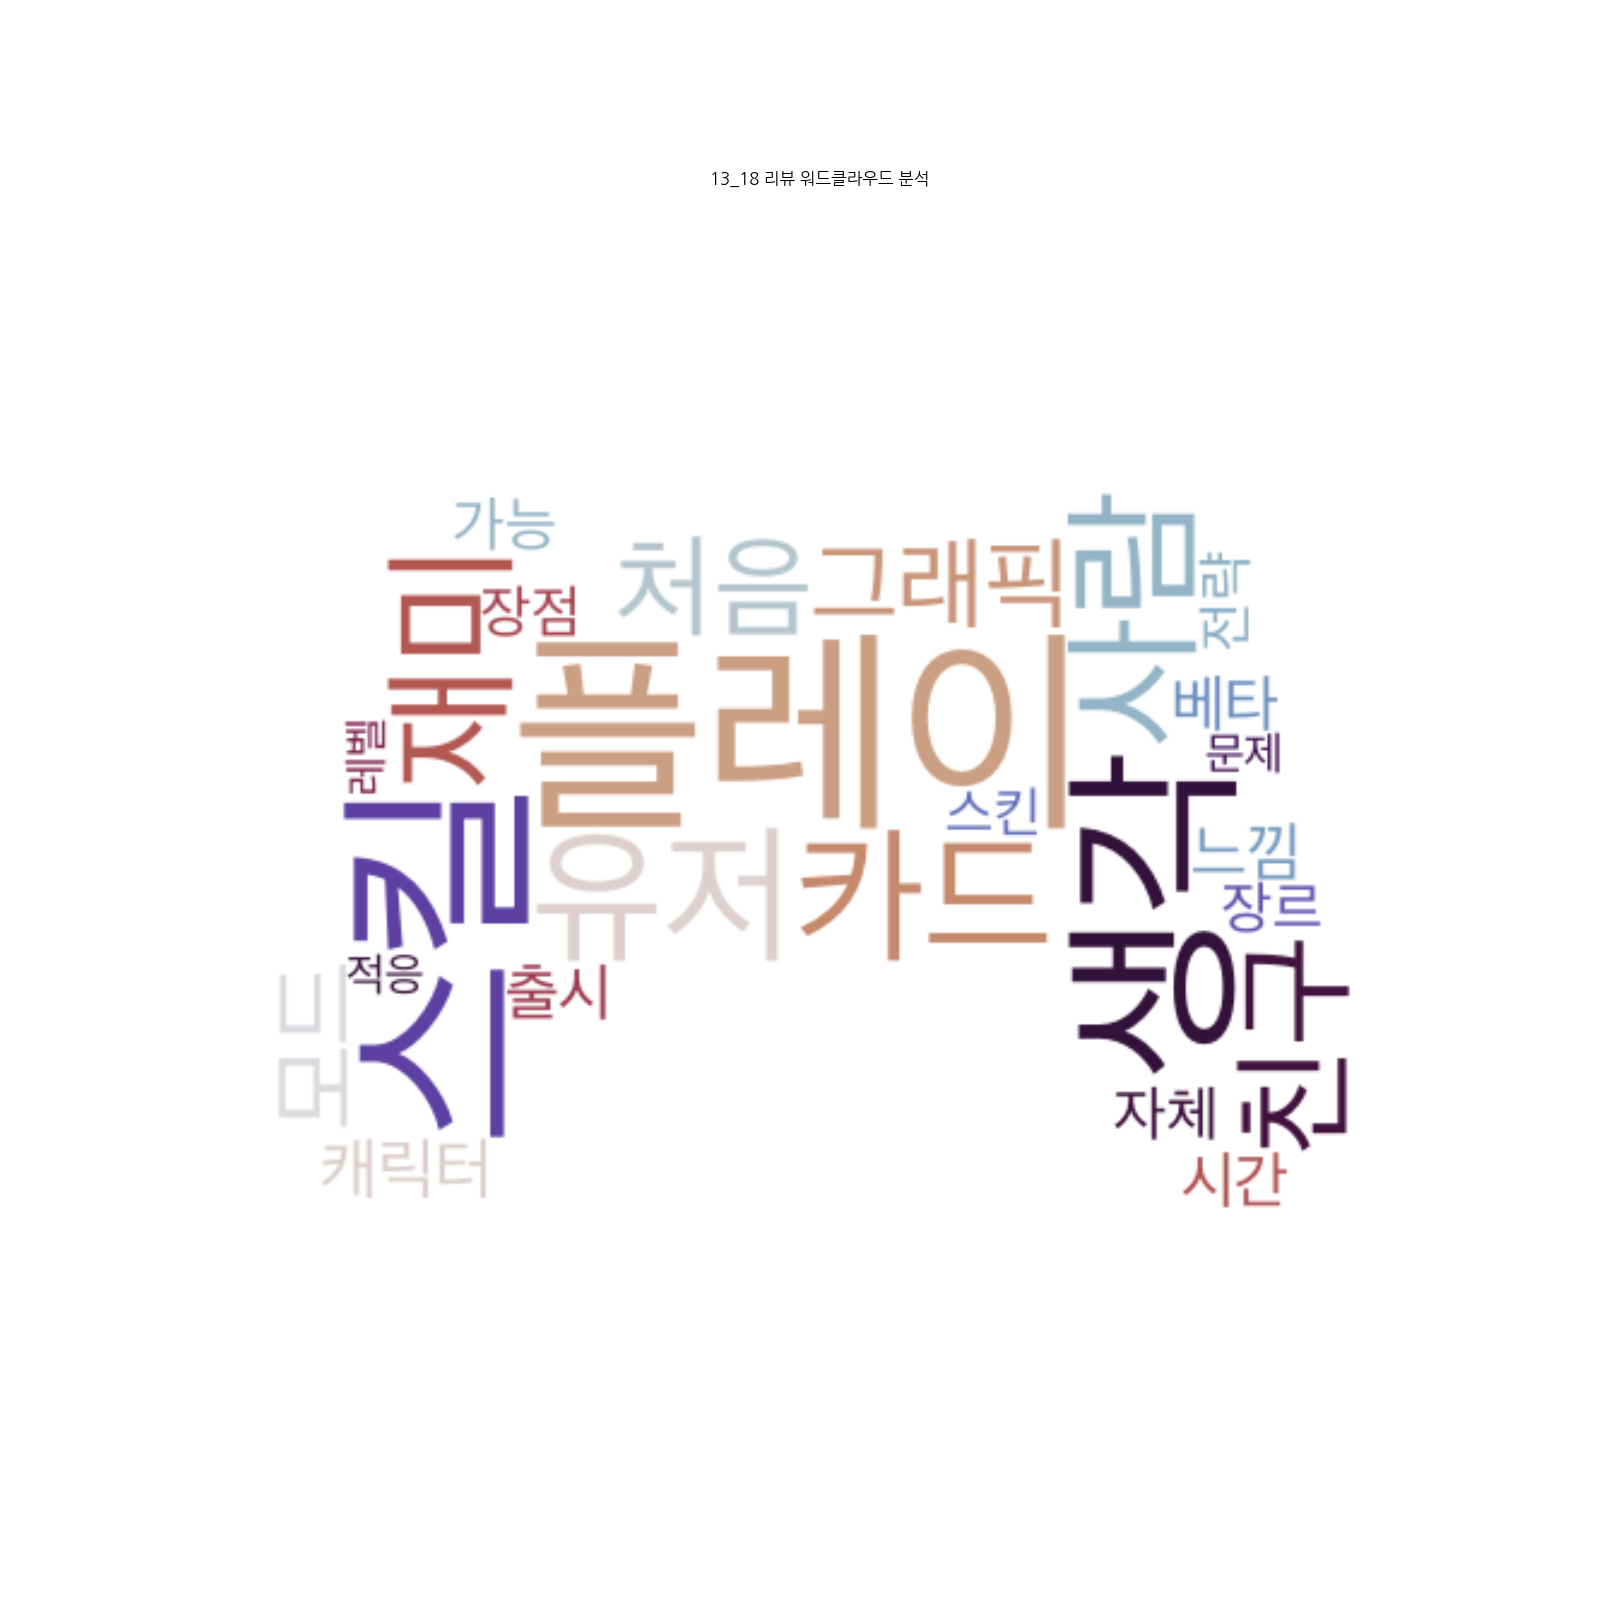 13_18 리뷰 워드클라우드 분석
가능
처음
그래픽
사람
재미
장점
전략
플레이
베타
레벨
문제
스킨
스킬
유저
카드
생각
느낌
장르
적응
출시
친구
모드
자체
캐릭터
시간